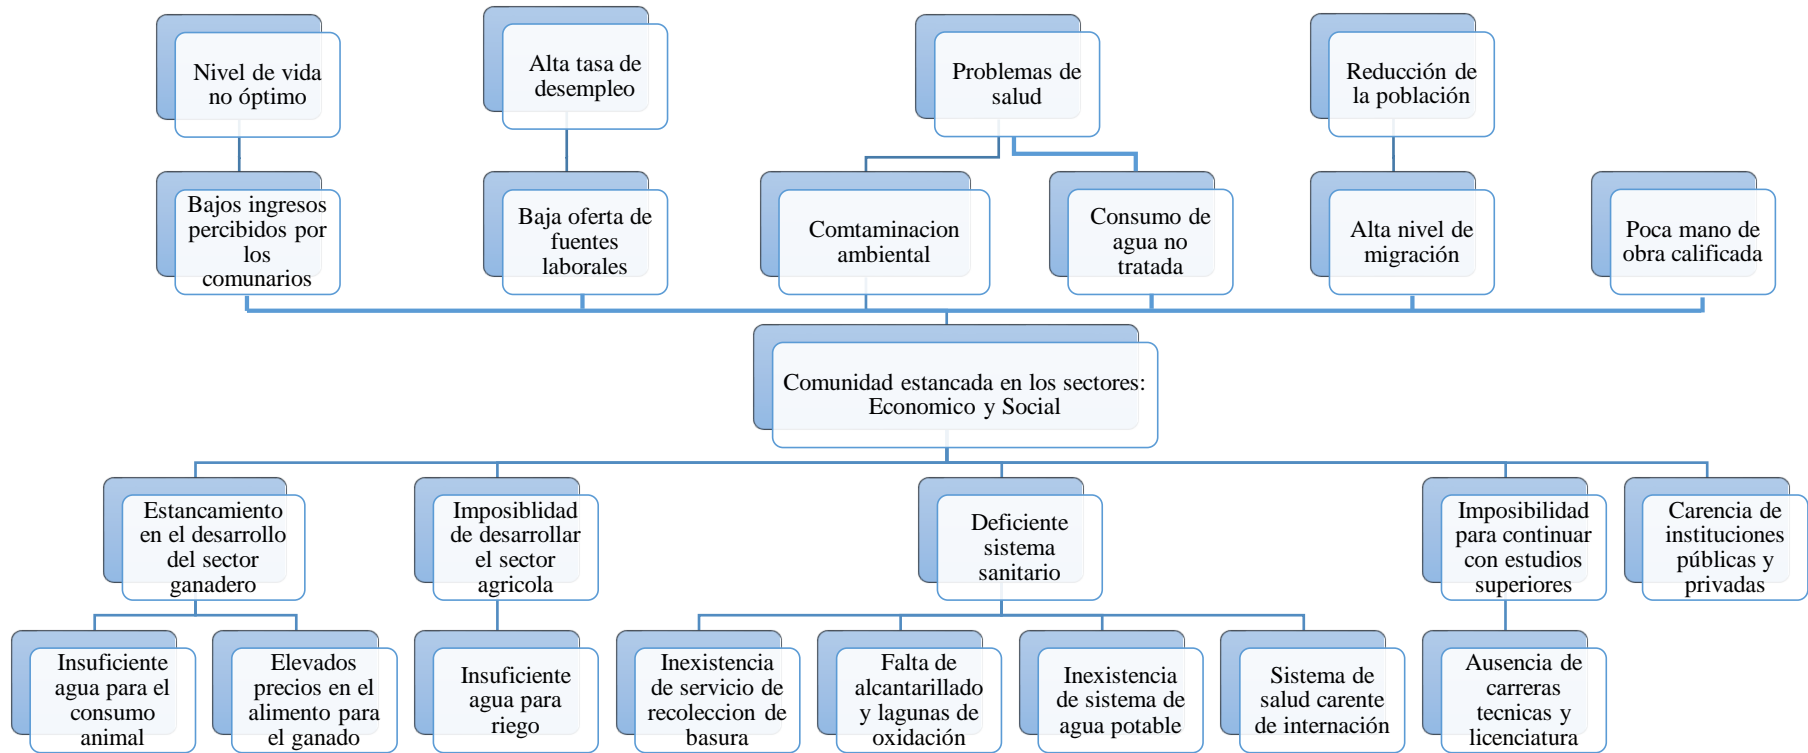 Nivel de vida
no óptimo
Alta tasa de
desempleo
Problemas de
salud
Reducción de
la población
Bajos ingresos
percibidos por
los
comunarios
Baja oferta de
fuentes
laborales
Comtaminacion
ambiental
Consumo de
agua no
tratada
Alta nivel de
migración
Poca mano de
obra calificada
Comunidad estancada en los sectores:
Economico y Social
Estancamiento
en el desarrollo
del sector
ganadero
Imposiblidad
de desarrollar
el sector
agricola
Deficiente
sistema
sanitario
Imposibilidad
para continuar
con estudios
superiores
Carencia de
instituciones
públicas y
privadas
Insuficiente
agua para el
consumo
animal
Elevados
precios en el
alimento para
el ganado
Insuficiente
agua para
riego
Inexistencia
de servicio de
recoleccion de
basura
Falta de
alcantarillado
y lagunas de
oxidación
Inexistencia
de sistema de
agua potable
Sistema de
salud carente
de internación
Ausencia de
carreras
tecnicas y
licenciatura